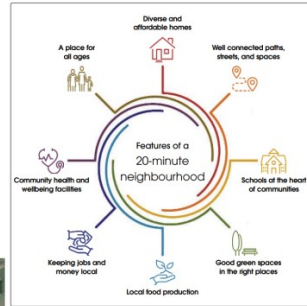 Diverse and
affordable homes
A place for
all ages
Well connected paths,
streets, and spaces
Features of a
20-minute
neighbourhood
Community health and
wellbeing facilities
Schools at the heart
of communities
Keeping jobs and
money local
Good green spaces
in the right places
Local food production